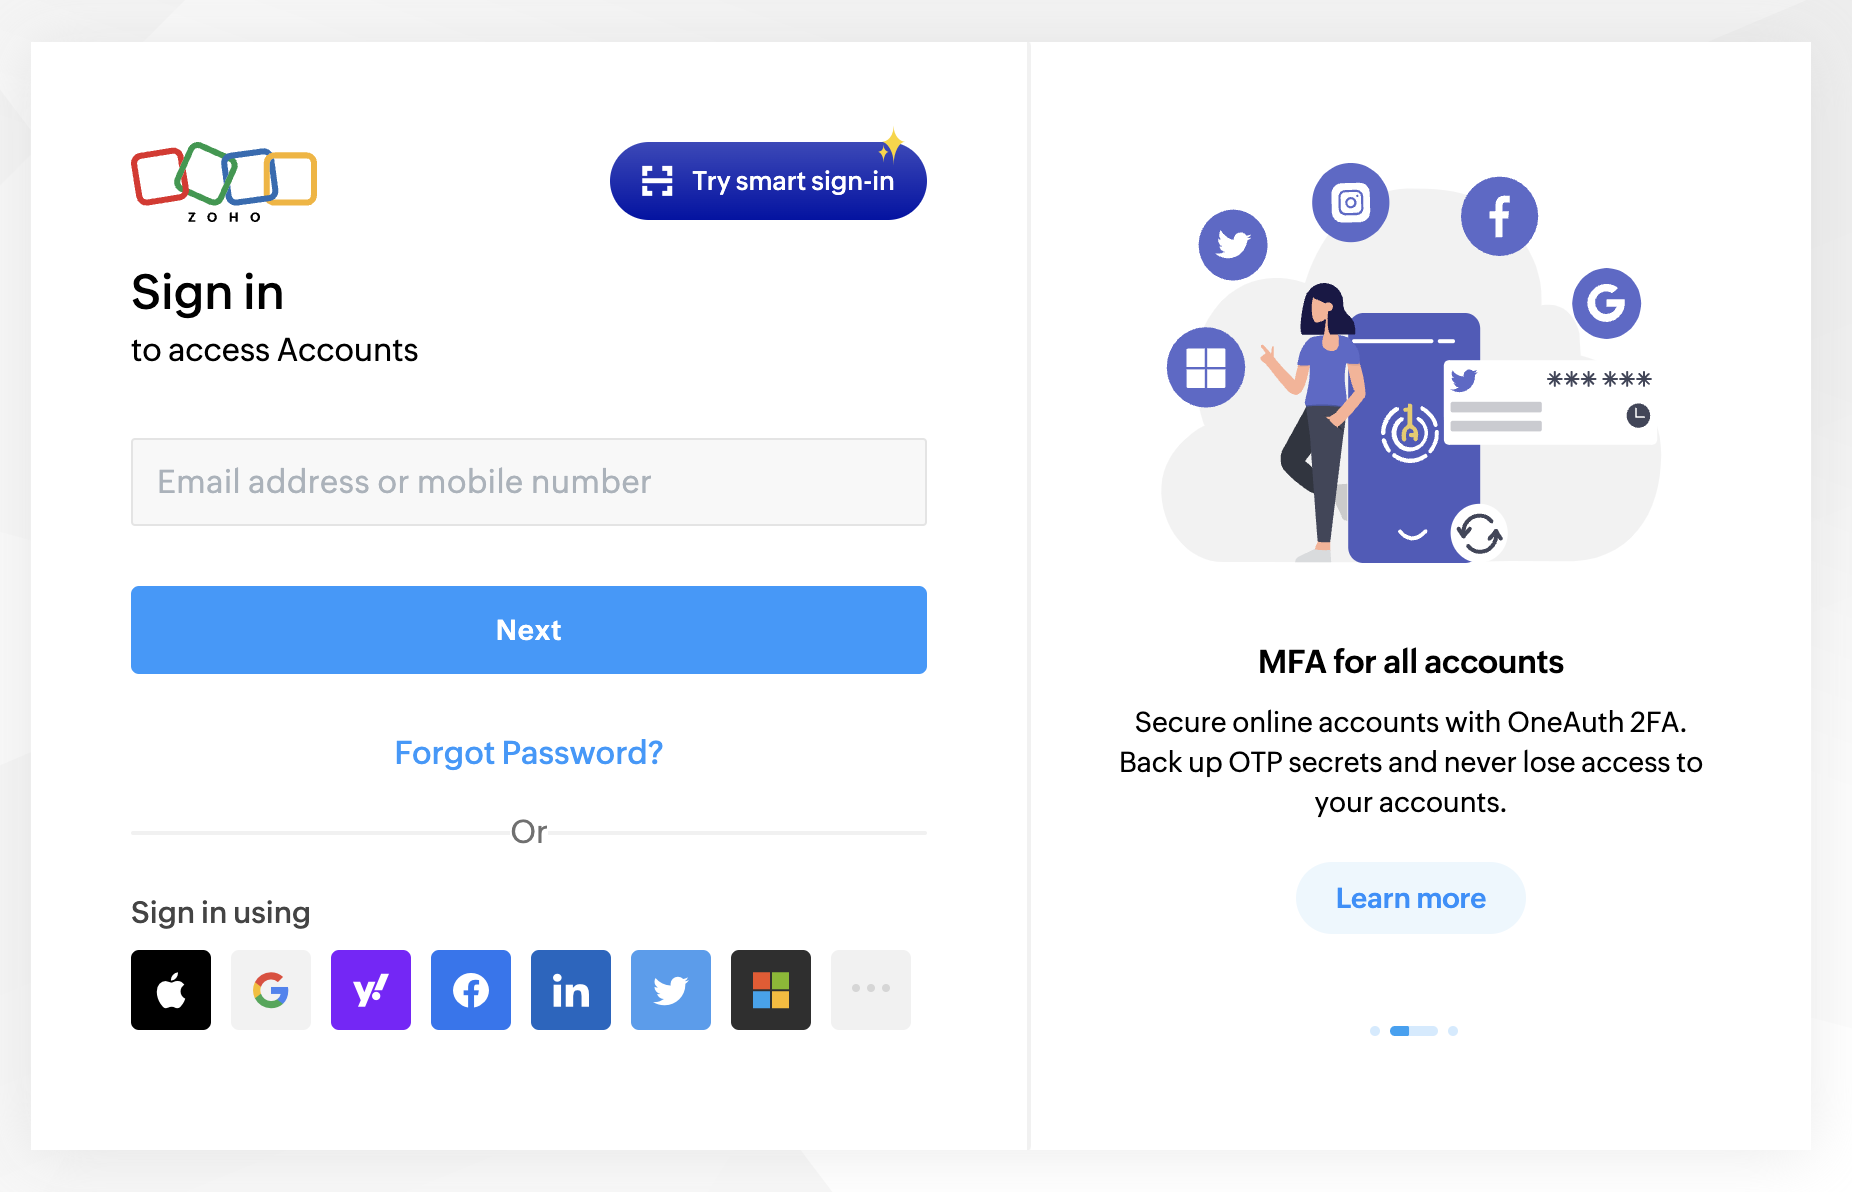 ZOHO
Try smart sign-in
Sign in
to access Accounts
Email address or mobile number
Next
Forgot Password?
Or
Sign in using
in
*** ***
MFA for all accounts
Secure online accounts with OneAuth 2FA.
Back up OTP secrets and never lose access to
your accounts.
Learn more